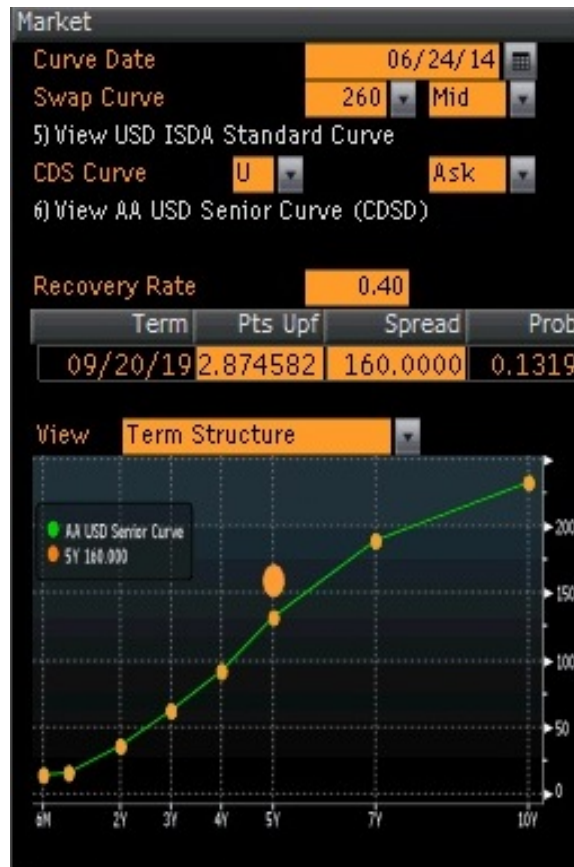 Market
Curve Date 06/24/14
Swap Curve 260 Mid
5) View USD ISDA Standard Curve
CDS Curve U Ask
6) View AA USD Senior Curve (CDSD)
Recovery Rate 0.40
Term Pts Upf Spread Prob
09/20/19 2.874582 160.0000 0.1319
View Term Structure
AA USD Senior Curve
5Y 160.000
200
150
100
50
0
6M 2Y 3Y 4Y 5Y 7Y 10Y